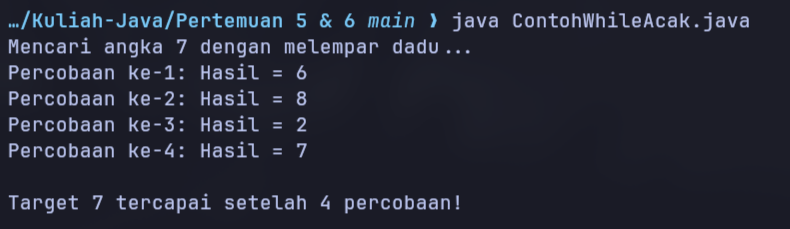 …/Kuliah-Java/Pertemuan 5 & 6 main ❱ java ContohWhileAcak.java
Mencari angka 7 dengan melempar dadu...
Percobaan ke-1: Hasil = 6
Percobaan ke-2: Hasil = 8
Percobaan ke-3: Hasil = 2
Percobaan ke-4: Hasil = 7
Target 7 tercapai setelah 4 percobaan!